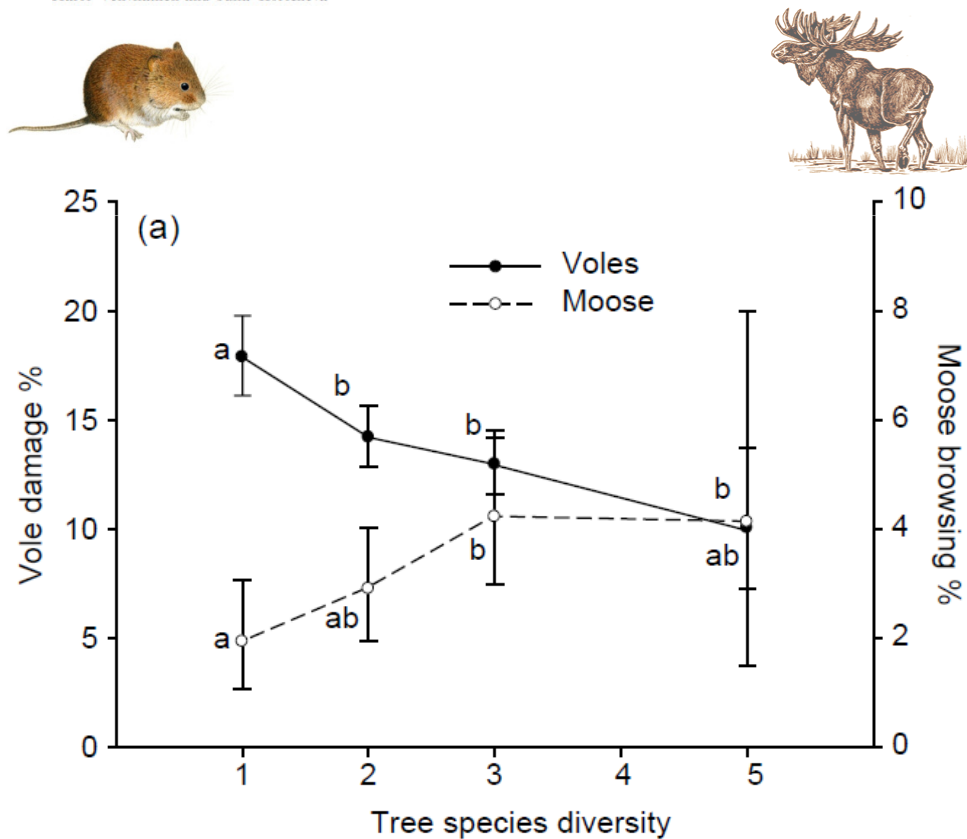 25
20
15
10
5
0
Vole damage %
(a)
Voles
Moose
a
b
b
b
a
ab
b
ab
10
8
6
4
2
0
Moose browsing %
1 2 3 4 5
Tree species diversity